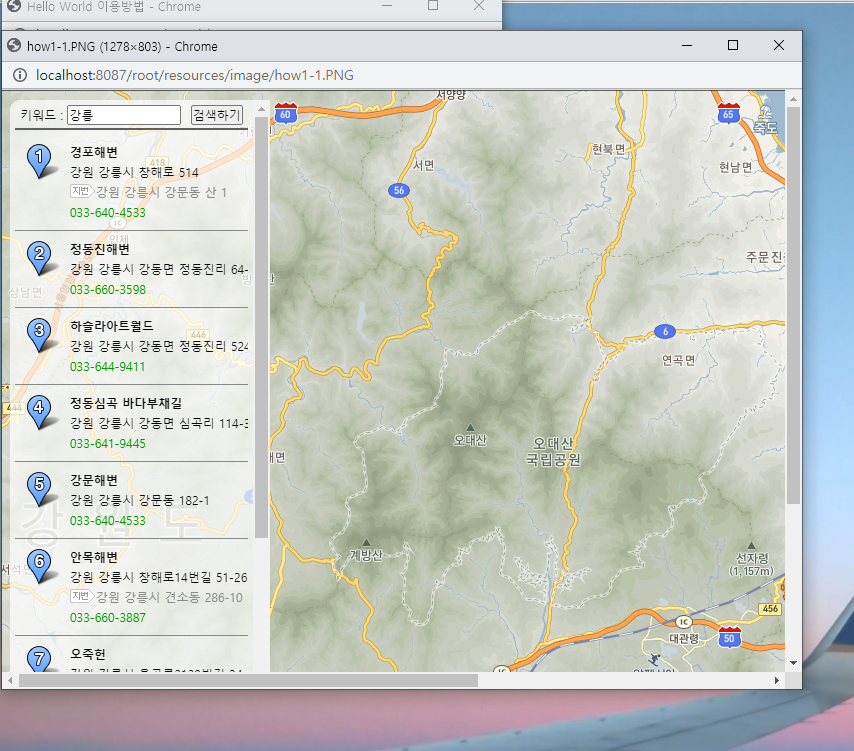 Hello World 이용방법 - Chrome
how1-1.PNG (1278×803) - Chrome
localhost:8087/root/resources/image/how1-1.PNG
키워드 : 강릉 검색하기
1 경포해변
강원 강릉시 창해로 514
지번 강원 강릉시 강문동 산 1
033-640-4533
2 정동진해변
강원 강릉시 강동면 정동진리 64-
033-660-3598
3 하슬라아트월드
강원 강릉시 강동면 정동진리 524
033-644-9411
4 정동심곡 바다부채길
강원 강릉시 강동면 심곡리 114-3
033-641-9445
5 강문해변
강원 강릉시 강문동 182-1
033-640-4533
6 안목해변
강원 강릉시 창해로14번길 51-26
지번 강원 강릉시 견소동 286-10
033-660-3887
7 오죽헌
418
IC
인제
상남면
446
444
강원도
서석
서양양
60
65
죽도
서면
현북면
현남면
56
주문진
6
연곡면
오대산
오대산
국립공원
계방산
선자령
(1,157m)
456
IC
대관령
50
IC